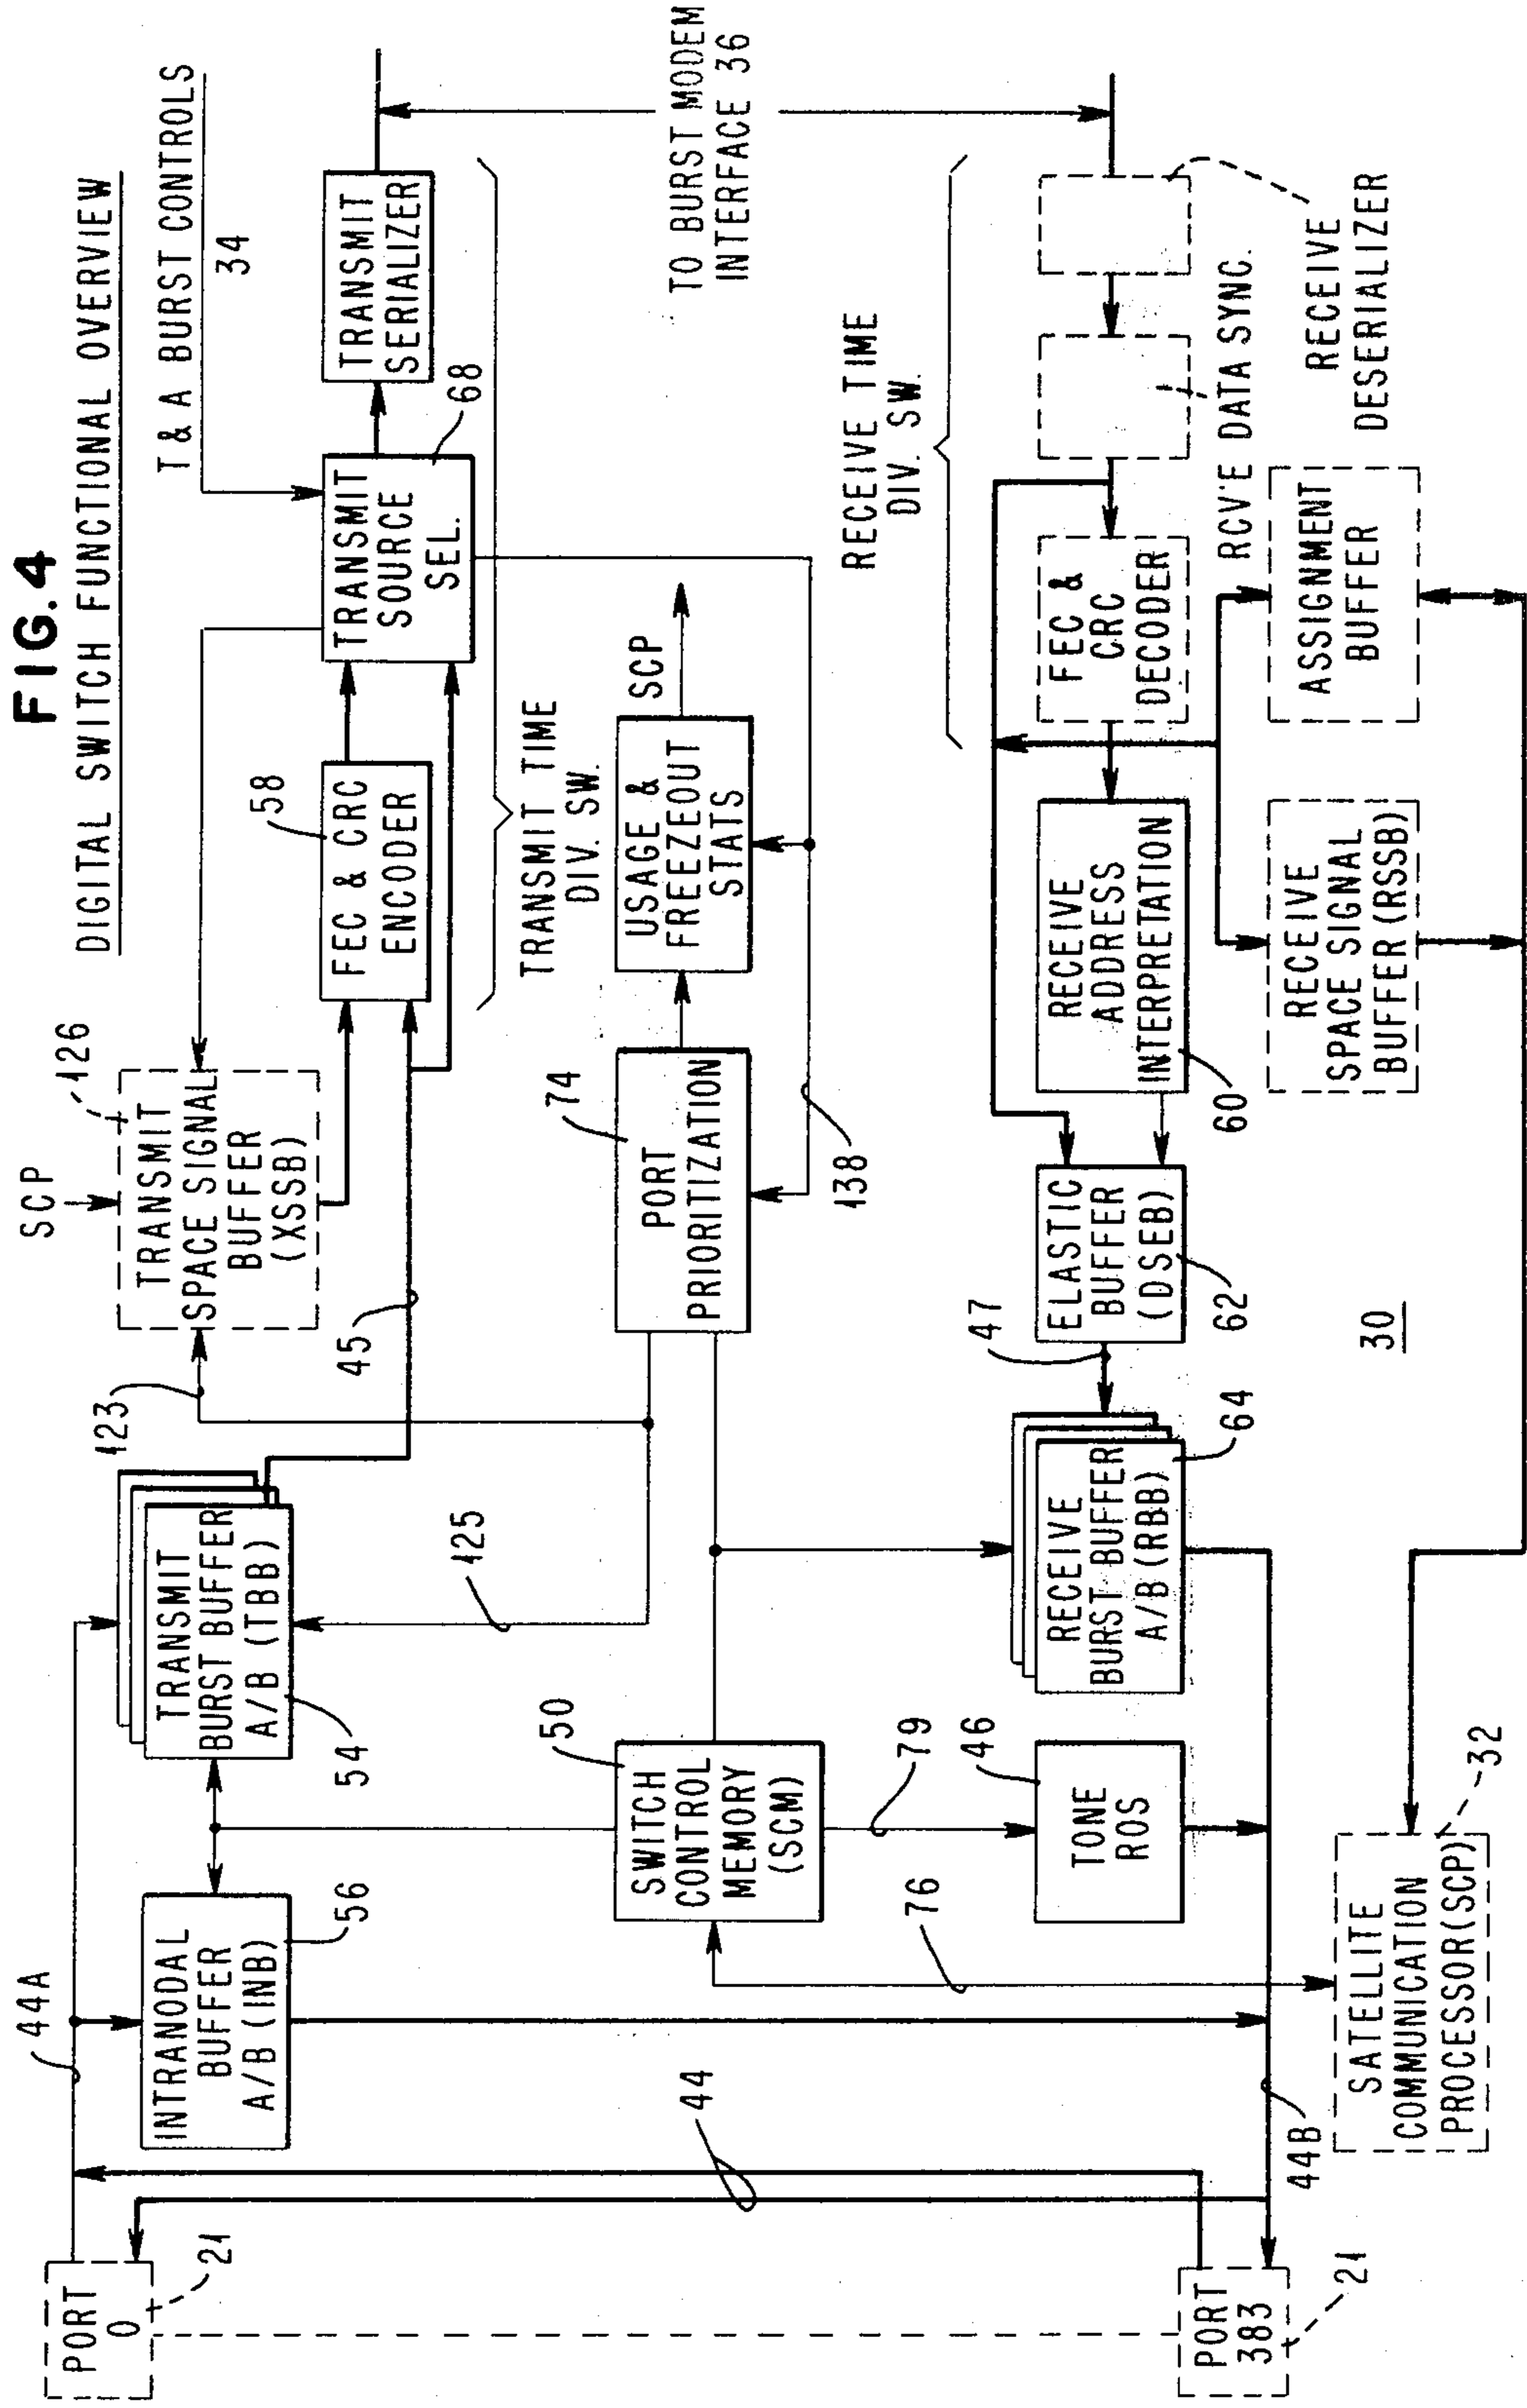 FIG.4
DIGITAL SWITCH FUNCTIONAL OVERVIEW
PORT
0
21
44A
INTRANODAL
BUFFER
A/B (INB)
56
TRANSMIT
BURST BUFFER
A/B (TBB)
54
123
SCP
TRANSMIT
SPACE SIGNAL
BUFFER
(XSSB)
126
45
FEC & CRC
ENCODER
58
T & A BURST CONTROLS
34
TRANSMIT
SOURCE
SEL.
68
TRANSMIT
SERIALIZER
TRANSMIT TIME
DIV. SW.
TO BURST MODEM
INTERFACE 36
125
SWITCH
CONTROL
MEMORY
(SCM)
50
PORT
PRIORITIZATION
74
USAGE &
FREEZEOUT
STATS
SCP
138
44
76
79
TONE
ROS
46
RECEIVE
BURST BUFFER
A/B (RBB)
64
47
ELASTIC
BUFFER
(DSEB)
62
RECEIVE
ADDRESS
INTERPRETATION
60
FEC &
CRC
DECODER
RECEIVE TIME
DIV. SW.
RCV'E DATA SYNC.
RECEIVE
DESERIALIZER
PORT
383
21
44B
SATELLITE
COMMUNICATION
PROCESSOR(SCP)
32
30
RECEIVE
SPACE SIGNAL
BUFFER (RSSB)
ASSIGNMENT
BUFFER